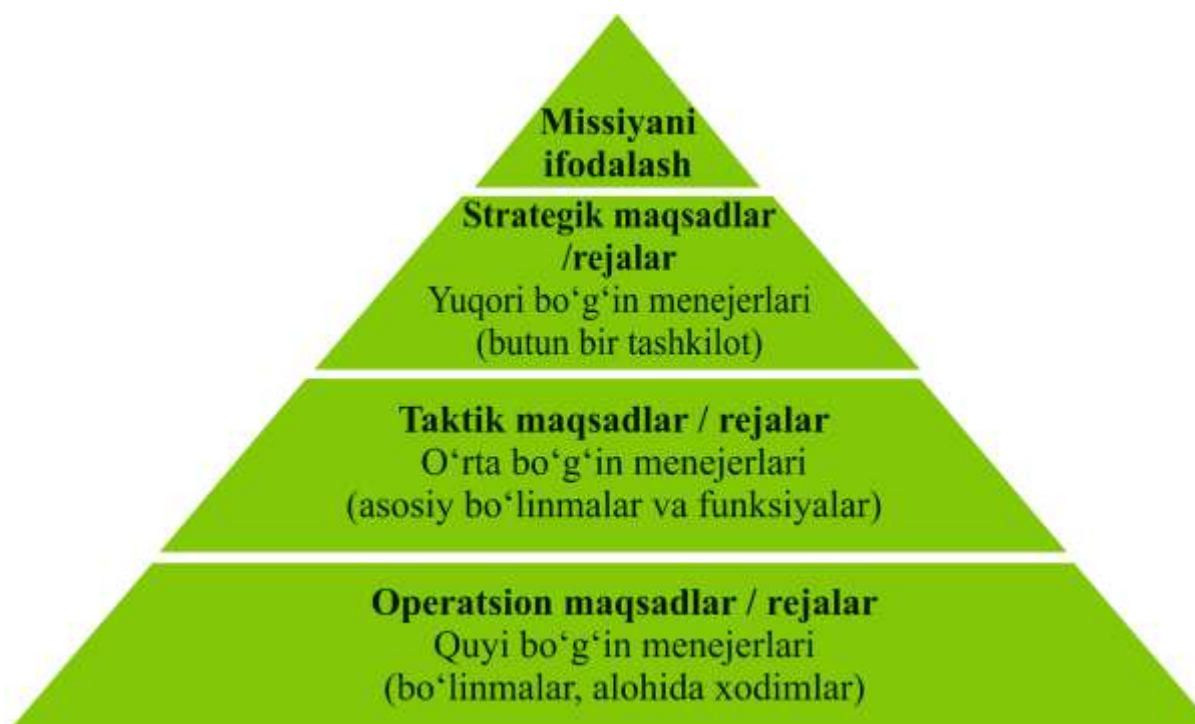 Missiyani
ifodalash
Strategik maqsadlar
/rejalar
Yuqori bo‘g‘in menejerlari
(butun bir tashkilot)
Taktik maqsadlar / rejalar
O‘rta bo‘g‘in menejerlari
(asosiy bo‘linmalar va funksiyalar)
Operatsion maqsadlar / rejalar
Quyi bo‘g‘in menejerlari
(bo‘linmalar, alohida xodimlar)